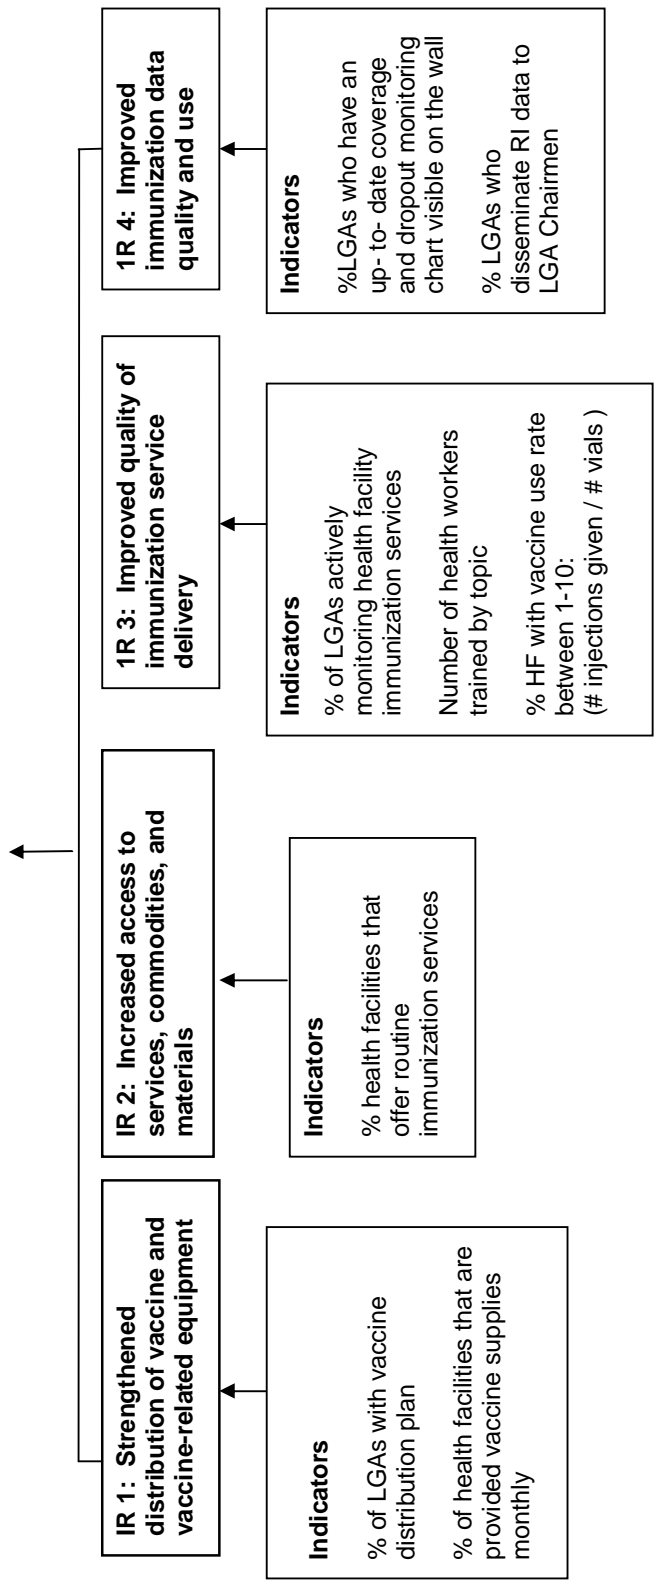 IR 1:  Strengthened
distribution of vaccine and
vaccine-related equipment
Indicators
% of LGAs with vaccine
distribution plan
% of health facilities that are
provided vaccine supplies
monthly
IR 2:  Increased access to
services, commodities, and
materials
Indicators
% health facilities that
offer routine
immunization services
1R 3:  Improved quality of
immunization service
delivery
Indicators
% of LGAs actively
monitoring health facility
immunization services
Number of health workers
trained by topic
% HF with vaccine use rate
between 1-10:
(# injections given / # vials )
1R 4:  Improved
immunization data
quality and use
Indicators
%LGAs who have an
up- to- date coverage
and dropout monitoring
chart visible on the wall
% LGAs who
disseminate RI data to
LGA Chairmen